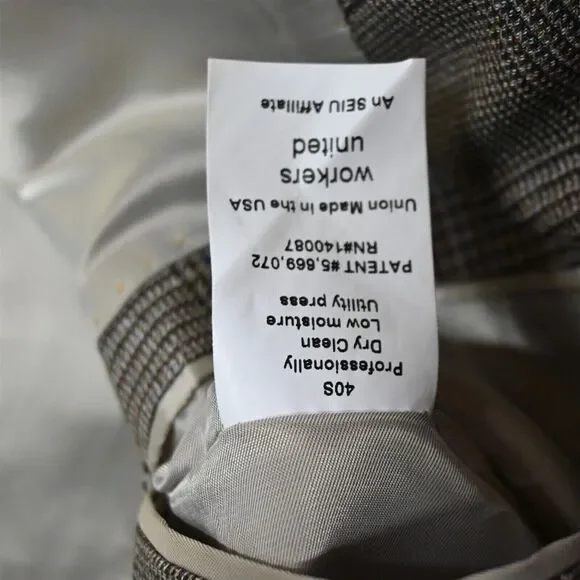 40S
Professionally
Dry Clean
Low moisture
Utility press
PATENT #5,669,072
RN#140087
Union Made in the USA
workers
united
An SEIU Affiliate